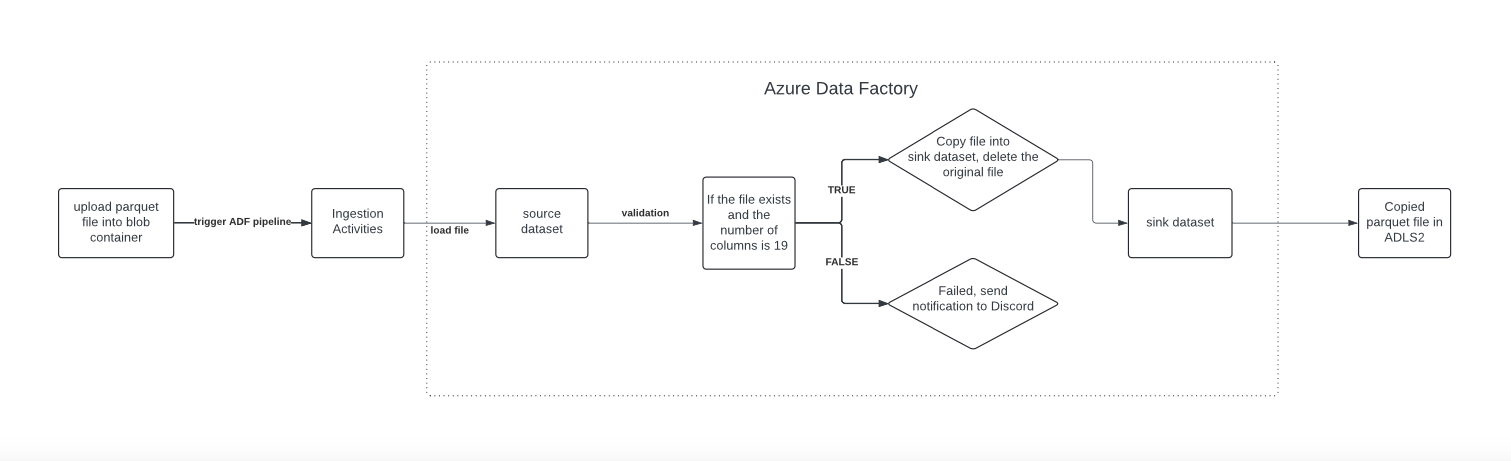 Azure Data Factory
upload parquet
file into blob
container
trigger ADF pipeline
Ingestion
Activities
load file
source
dataset
validation
If the file exists
and the
number of
columns is 19
TRUE
Copy file into
sink dataset, delete the
original file
FALSE
Failed, send
notification to Discord
sink dataset
Copied
parquet file in
ADLS2